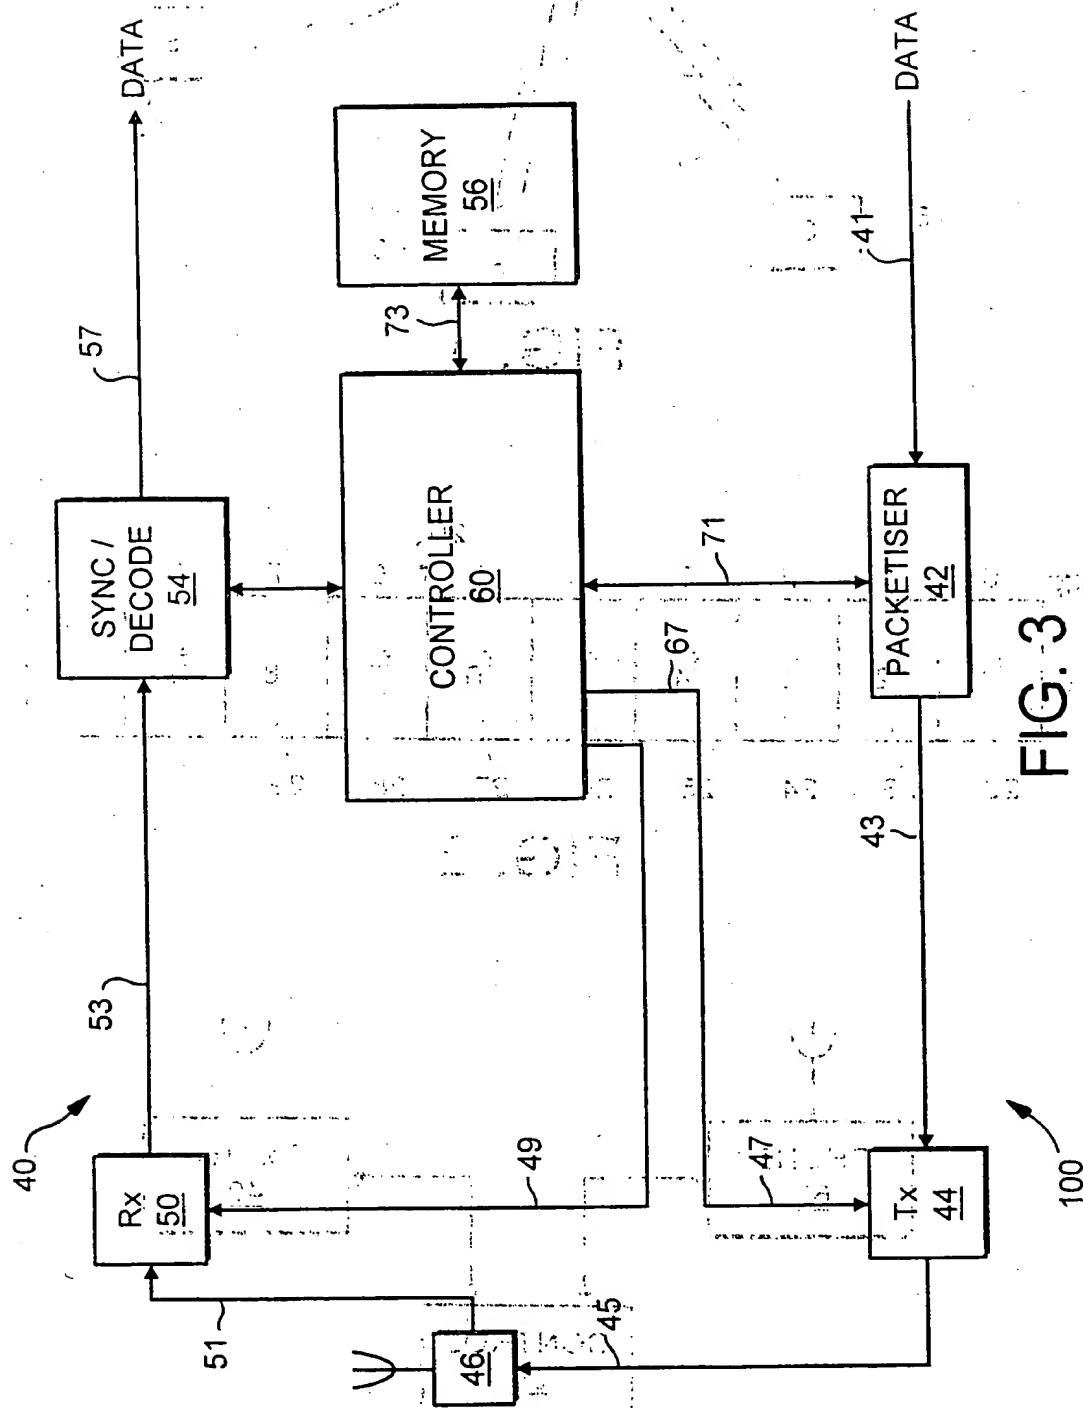 40
Rx
50
53
SYNC /
DECODE
54
57
DATA
51
46
49
CONTROLLER
60
73
MEMORY
56
45
47
67
71
Tx
44
43
PACKETISER
42
41
DATA
100
FIG. 3